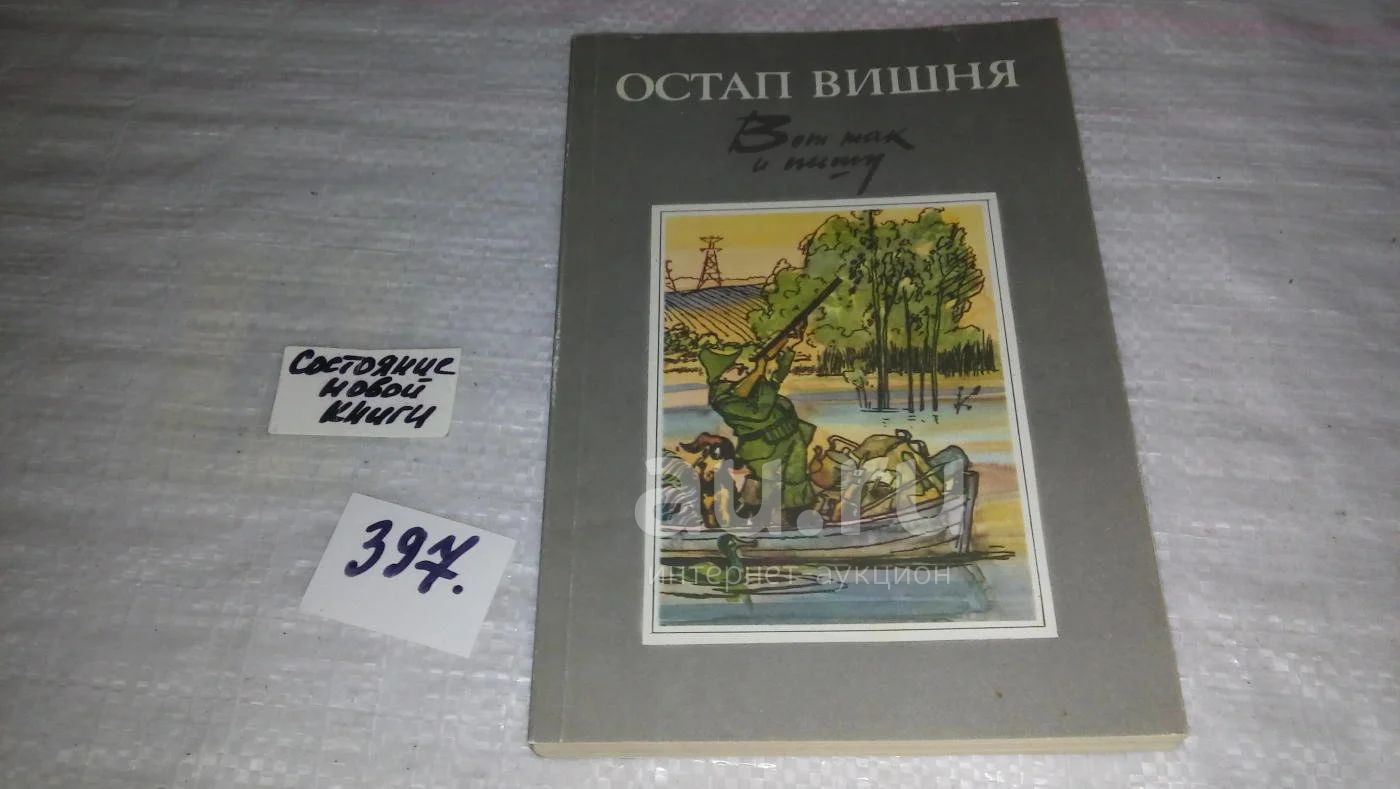 ОСТАП ВИШНЯ
Вот так
и пишу
К
Состояние
новой
книги
397.
au.ru
интернет аукцион